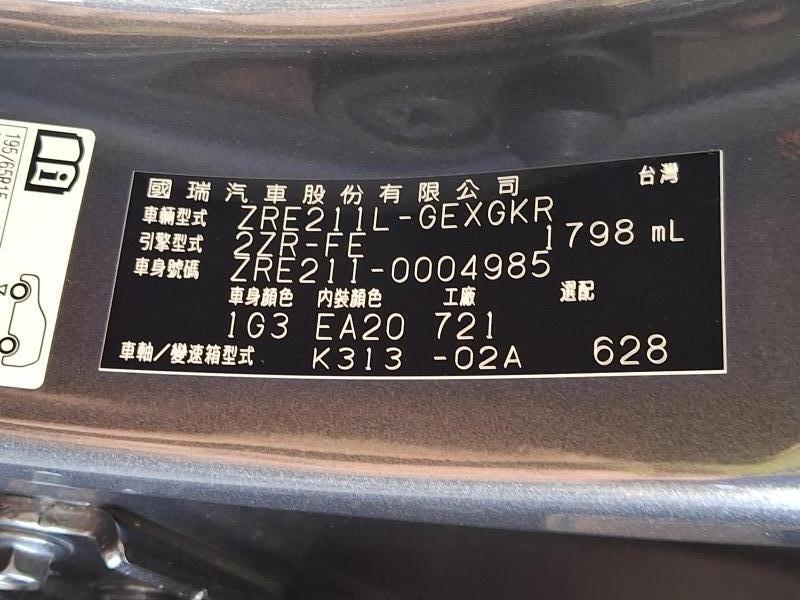 195/65R15
國瑞汽車股份有限公司 台灣
車輛型式 ZRE211L-GEXGKR
引擎型式 2ZR-FE 1798 mL
車身號碼 ZRE211-0004985
車身顏色 內裝顏色 工廠 選配
1G3 EA20 721
車軸/變速箱型式 K313 -02A 628